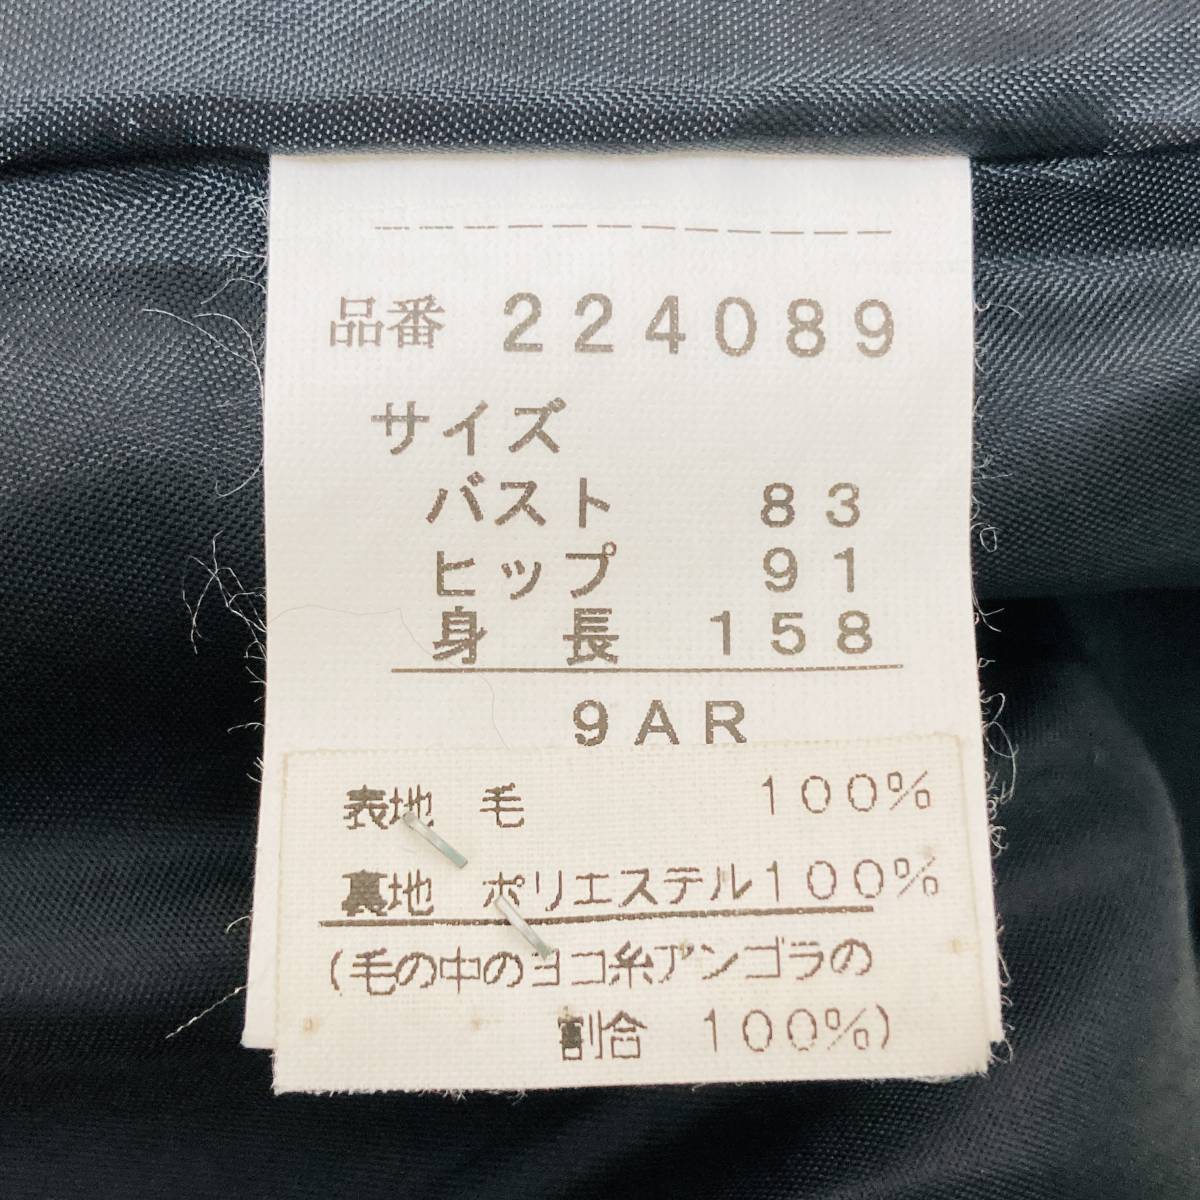 品番 224089
サイズ
バスト 83
ヒップ 91
身長 158
9AR
表地 毛 100%
裏地 ポリエステル100%
(毛の中のヨコ糸アンゴラの
割合 100%)